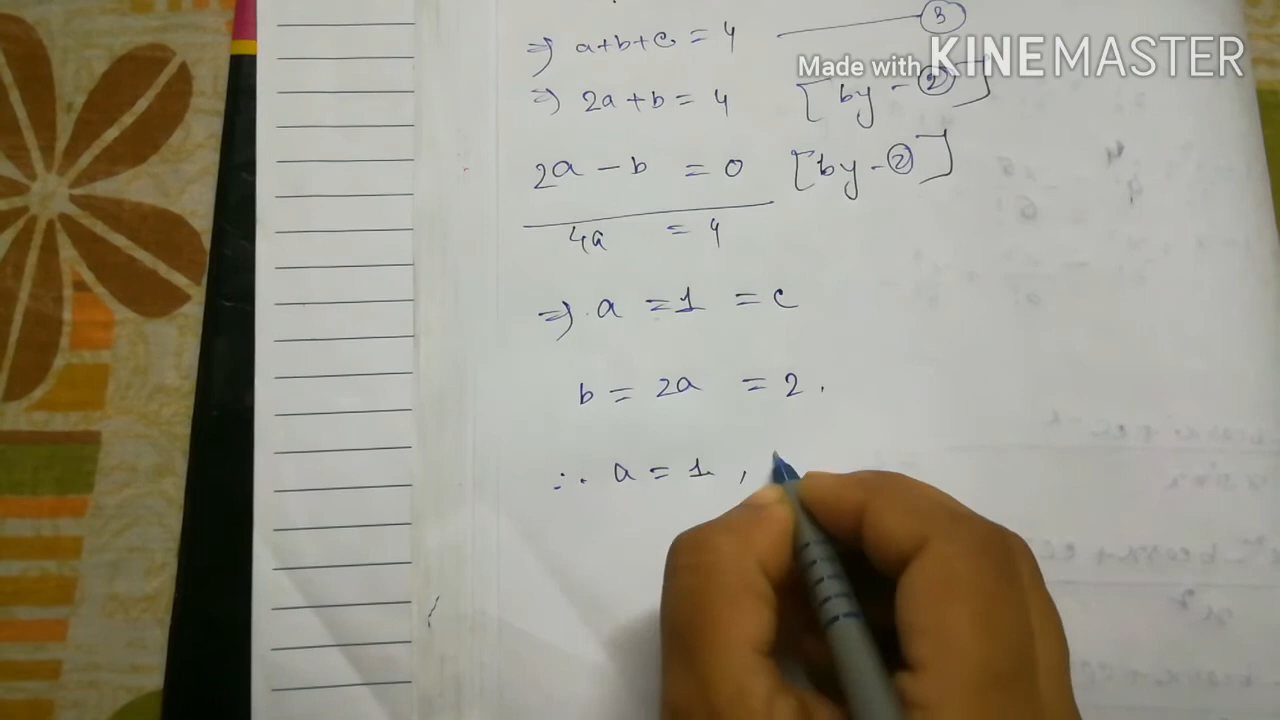 ⇒ a+b+c = 4 ——— ③
Made with KINEMASTER
⇒ 2a+b = 4 [by - ②]
2a - b = 0 [by - ②]
4a = 4
⇒ a = 1 = c
b = 2a = 2.
∴ a = 1 ,